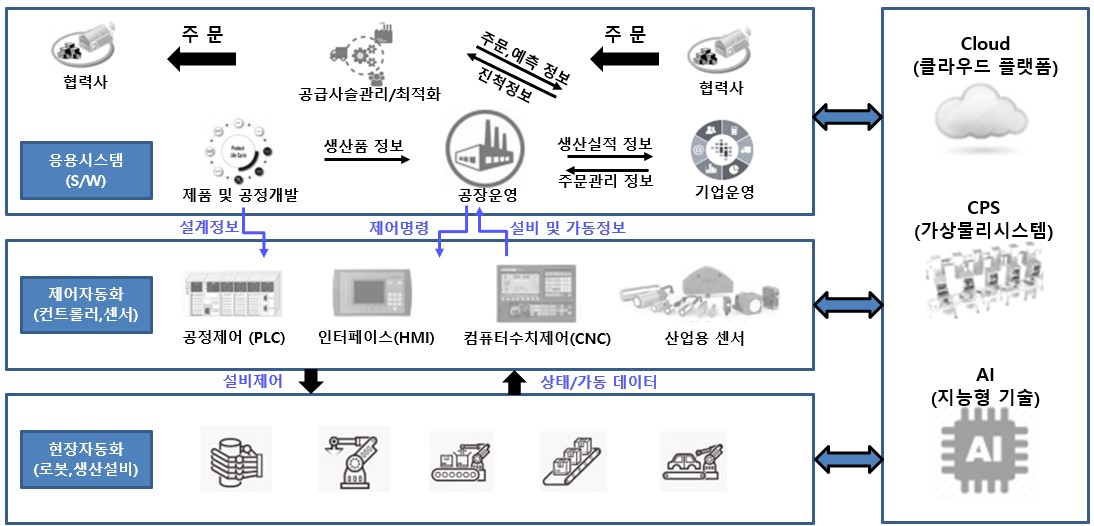 주 문
협력사
공급사슬관리/최적화
주문,예측 정보
진척정보
주 문
협력사
응용시스템
(S/W)
Product
Life Cycle
제품 및 공정개발
생산품 정보
공장운영
생산실적 정보
주문관리 정보
기업운영
설계정보
제어명령
설비 및 가동정보
제어자동화
(컨트롤러,센서)
공정제어 (PLC)
인터페이스(HMI)
컴퓨터수치제어(CNC)
산업용 센서
설비제어
상태/가동 데이터
현장자동화
(로봇,생산설비)
Cloud
(클라우드 플랫폼)
CPS
(가상물리시스템)
AI
(지능형 기술)
AI